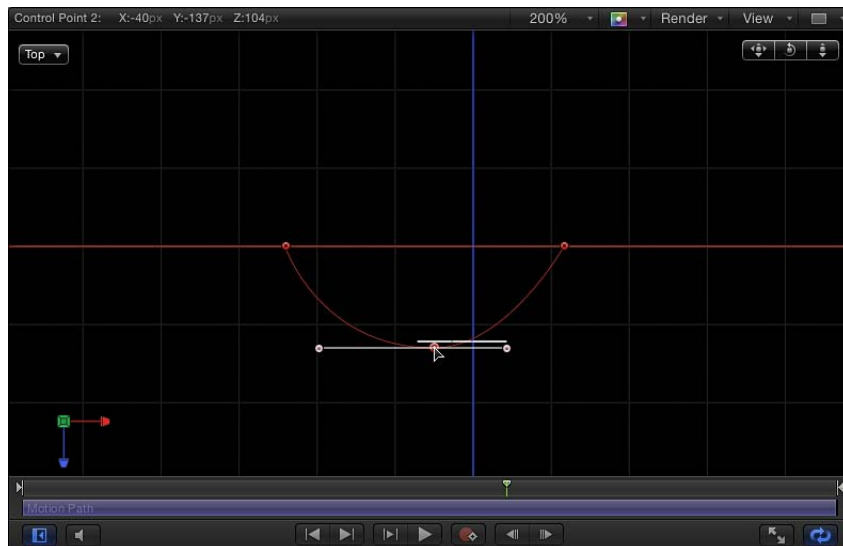 Control Point 2: X:-40px Y:-137px Z:104px 200% Render View
Top
Motion Path